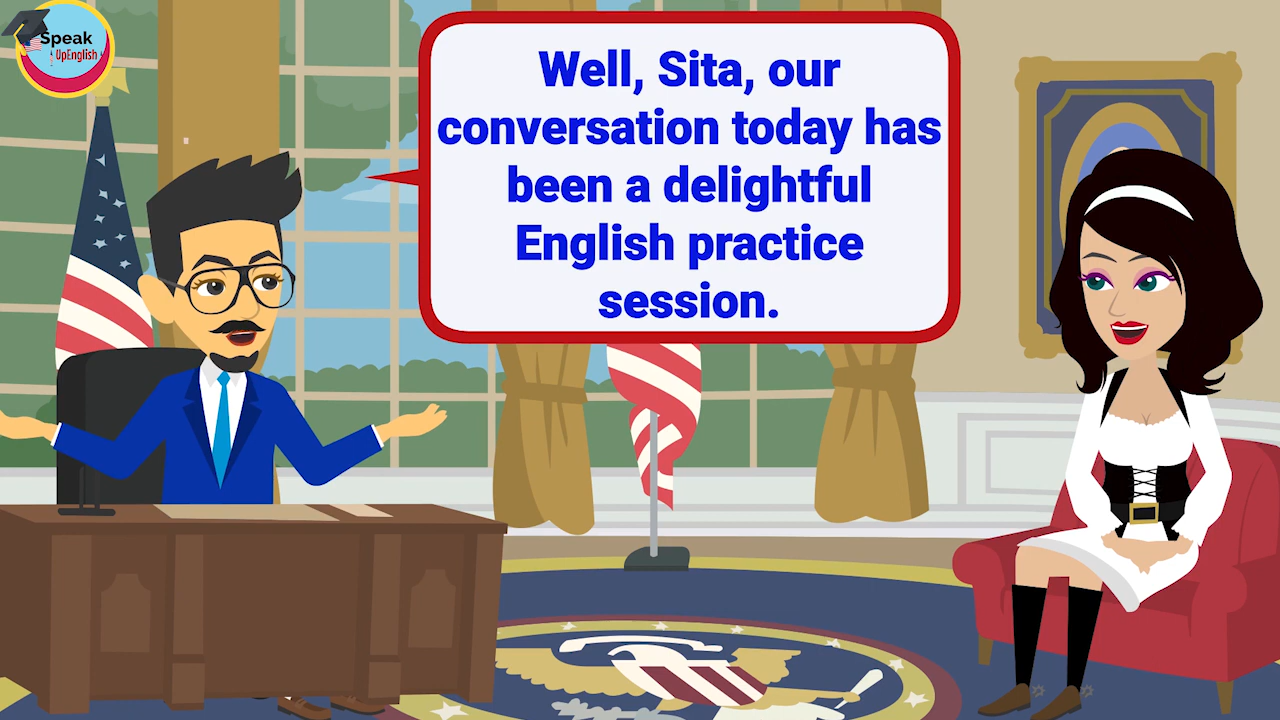 Speak
UpEnglish
Well, Sita, our
conversation today has
been a delightful
English practice
session.